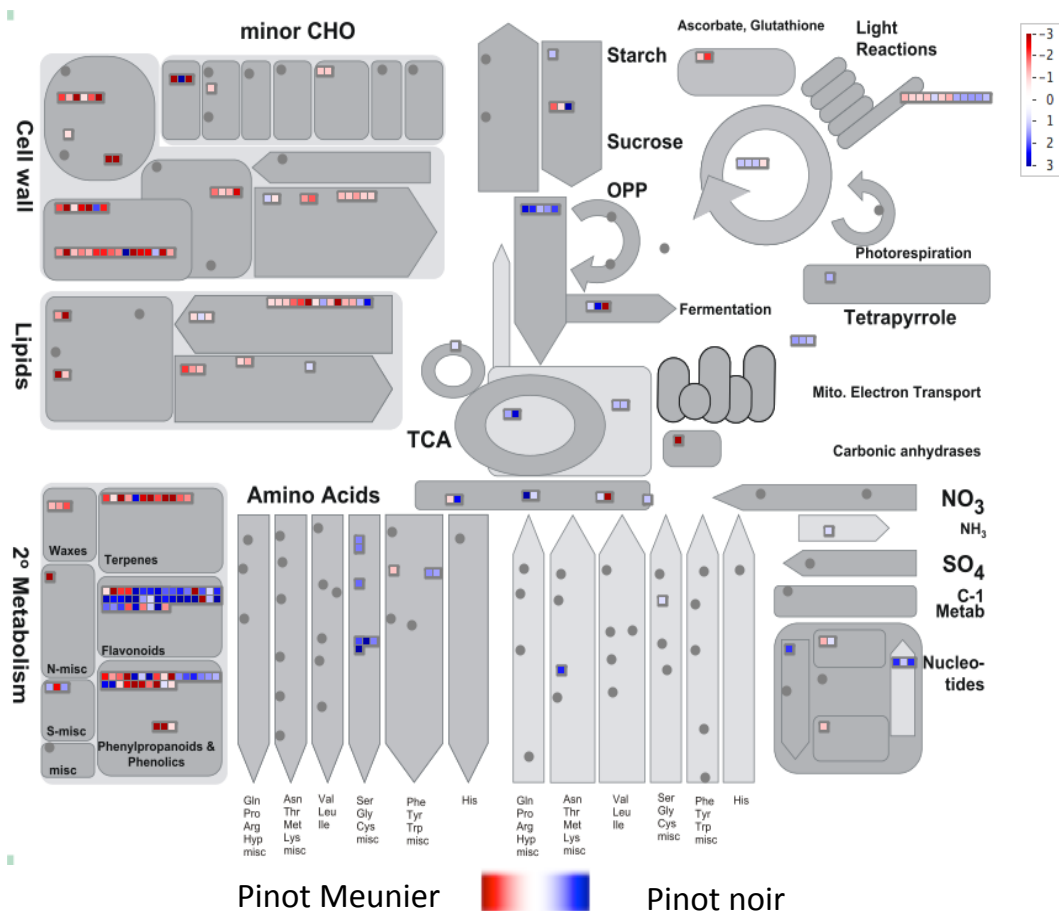 minor CHO
Cell wall
Lipids
2° Metabolism
Starch
Sucrose
OPP
Ascorbate, Glutathione
Light
Reactions
-3
-2
-1
0
1
2
3
Photorespiration
Fermentation
Tetrapyrrole
Mito. Electron Transport
TCA
Carbonic anhydrases
Amino Acids
NO3
NH3
SO4
C-1
Metab
Nucleo-
tides
Waxes
Terpenes
N-misc
Flavonoids
S-misc
misc
Phenylpropanoids &
Phenolics
Gln
Pro
Arg
Hyp
misc
Asn
Thr
Met
Lys
misc
Val
Leu
Ile
Ser
Gly
Cys
misc
Phe
Tyr
Trp
misc
His
Gln
Pro
Arg
Hyp
misc
Asn
Thr
Met
Lys
misc
Val
Leu
Ile
Ser
Gly
Cys
misc
Phe
Tyr
Trp
misc
His
Pinot Meunier
Pinot noir